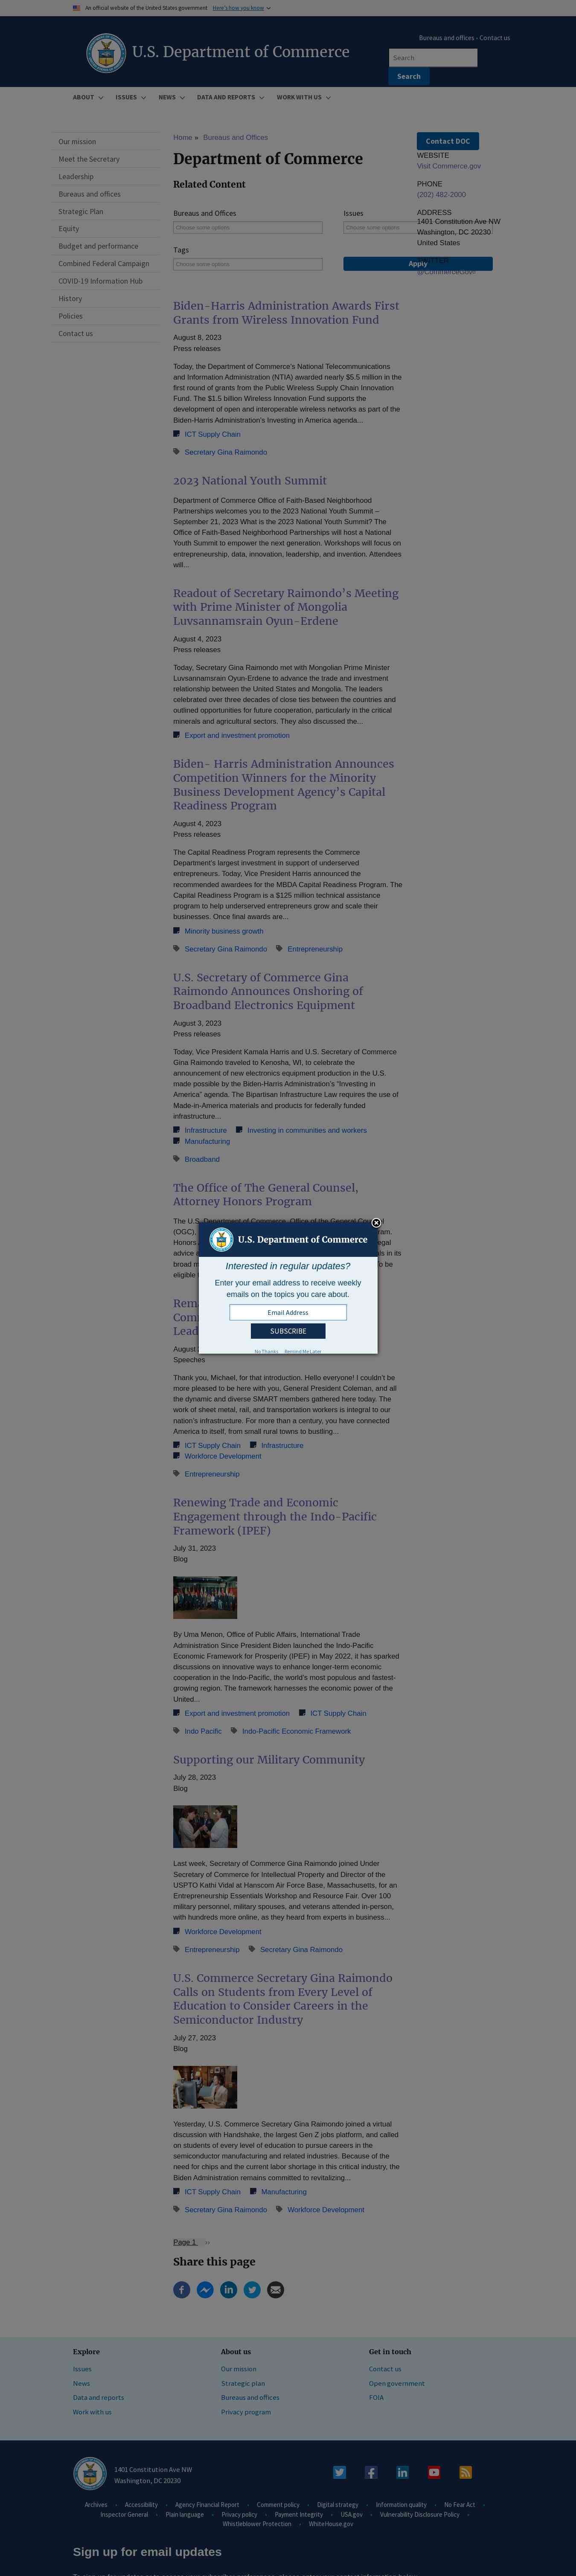 An official website of the United States government Here's how you know
Bureaus and offices - Contact us
U.S. Department of Commerce
Search
Search
ABOUT
ISSUES
NEWS
DATA AND REPORTS
WORK WITH US
Our mission
Meet the Secretary
Leadership
Bureaus and offices
Strategic Plan
Equity
Budget and performance
Combined Federal Campaign
COVID-19 Information Hub
History
Policies
Contact us
Home » Bureaus and Offices
Department of Commerce
Related Content
Bureaus and Offices
Choose some options
Issues
Choose some options
Tags
Choose some options
Apply
Contact DOC
WEBSITE
Visit Commerce.gov
PHONE
(202) 482-2000
ADDRESS
1401 Constitution Ave NW
Washington, DC 20230
United States
@CommerceGov
Biden-Harris Administration Awards First
Grants from Wireless Innovation Fund
August 8, 2023
Press releases
Today, the Department of Commerce's National Telecommunications
and Information Administration (NTIA) awarded nearly $5.5 million in the
first round of grants from the Public Wireless Supply Chain Innovation
Fund. The $1.5 billion Wireless Innovation Fund supports the
development of open and interoperable wireless networks as part of the
Biden-Harris Administration's Investing in America agenda...
ICT Supply Chain
Secretary Gina Raimondo
2023 National Youth Summit
Department of Commerce Office of Faith-Based Neighborhood
Partnerships welcomes you to the 2023 National Youth Summit –
September 21, 2023 What is the 2023 National Youth Summit? The
Office of Faith-Based Neighborhood Partnerships will host a National
Youth Summit to empower the next generation. Workshops will focus on
entrepreneurship, data, innovation, leadership, and invention. Attendees
will...
Readout of Secretary Raimondo's Meeting
with Prime Minister of Mongolia
Luvsannamsrain Oyun-Erdene
August 4, 2023
Press releases
Today, Secretary Gina Raimondo met with Mongolian Prime Minister
Luvsannamsrain Oyun-Erdene to advance the trade and investment
relationship between the United States and Mongolia. The leaders
celebrated over three decades of close ties between the countries and
outlined opportunities for future cooperation, particularly in the critical
minerals and agricultural sectors. They also discussed the...
Export and investment promotion
Biden- Harris Administration Announces
Competition Winners for the Minority
Business Development Agency's Capital
Readiness Program
August 4, 2023
Press releases
The Capital Readiness Program represents the Commerce
Department's largest investment in support of underserved
entrepreneurs. Today, Vice President Harris announced the
recommended awardees for MBDA Capital Readiness Program. The
Capital Readiness Program is a $125 million technical assistance
program to help underserved entrepreneurs grow and scale their
businesses. Once final awards are...
Minority business growth
Secretary Gina Raimondo
Entrepreneurship
U.S. Secretary of Commerce Gina
Raimondo Announces Onshoring of
Broadband Electronics Equipment
August 3, 2023
Press releases
Today, Vice President Kamala Harris and U.S. Secretary of Commerce
Gina Raimondo traveled to Kenosha, WI, to celebrate the
announcement of new electronics equipment production in the U.S.
made possible by the Biden-Harris Administration's "Investing in
America" agenda. The Bipartisan Infrastructure Law requires the use of
Made-in-America materials and products for federally funded
infrastructure...
Infrastructure
Investing in communities and workers
Manufacturing
Broadband
The Office of The General Counsel,
Attorney Honors Program
The U.S. Department of Commerce, Office of the General Counsel
(OGC),
Honors
advice
eligible
U.S. Department of Commerce
Interested in regular updates?
Enter your email address to receive weekly
emails on the topics you care about.
Email Address
SUBSCRIBE
No Thanks Remind Me Later
Speeches
Thank you, Michael, for that introduction. Hello everyone! I couldn't be
more pleased to be here with you, General President Coleman, and all
the dynamic and diverse SMART members gathered here today. The
work of sheet metal, rail, and transportation workers is integral to our
nation's infrastructure. For more than a century, you have connected
America to itself, from small rural towns to bustling...
ICT Supply Chain
Infrastructure
Workforce Development
Entrepreneurship
Renewing Trade and Economic
Engagement through the Indo-Pacific
Framework (IPEF)
July 31, 2023
Blog
By Uma Menon, Office of Public Affairs, International Trade
Administration Since President Biden launched the Indo-Pacific
Economic Framework for Prosperity (IPEF) in May 2022, it has sparked
discussions on innovative ways to enhance longer-term economic
cooperation in the Indo-Pacific, the world's most populous and fastest-
growing region. The framework harnesses the economic power of the
United...
Export and investment promotion
ICT Supply Chain
Indo Pacific
Indo-Pacific Economic Framework
Supporting our Military Community
July 28, 2023
Blog
Last week, Secretary of Commerce Gina Raimondo joined Under
Secretary of Commerce for Intellectual Property and Director of the
USPTO Kathi Vidal at Hanscom Air Force Base, Massachusetts, for an
Entrepreneurship Essentials Workshop and Resource Fair. Over 100
military personnel, military spouses, and veterans attended in-person,
with hundreds more online, as they heard from experts in business...
Workforce Development
Entrepreneurship
Secretary Gina Raimondo
U.S. Commerce Secretary Gina Raimondo
Calls on Students from Every Level of
Education to Consider Careers in the
Semiconductor Industry
July 27, 2023
Blog
Yesterday, U.S. Commerce Secretary Gina Raimondo joined a virtual
discussion with Handshake, the largest Gen Z jobs platform, and called
on students of every level of education to pursue careers in the
semiconductor manufacturing and related industries. Because of the
need for chips and the current labor shortage in this critical industry, the
Biden Administration remains committed to revitalizing...
ICT Supply Chain
Manufacturing
Secretary Gina Raimondo
Workforce Development
Page 1 ››
Share this page
Explore
Issues
News
Data and reports
Work with us
About us
Our mission
Strategic plan
Bureaus and offices
Privacy program
Get in touch
Contact us
Open government
FOIA
1401 Constitution Ave NW
Washington, DC 20230
Archives
Accessibility
Agency Financial Report
Comment policy
Digital strategy
Information quality
No Fear Act
Inspector General
Plain language
Privacy policy
Payment Integrity
USA.gov
Vulnerability Disclosure Policy
Whistleblower Protection
WhiteHouse.gov
Sign up for email updates